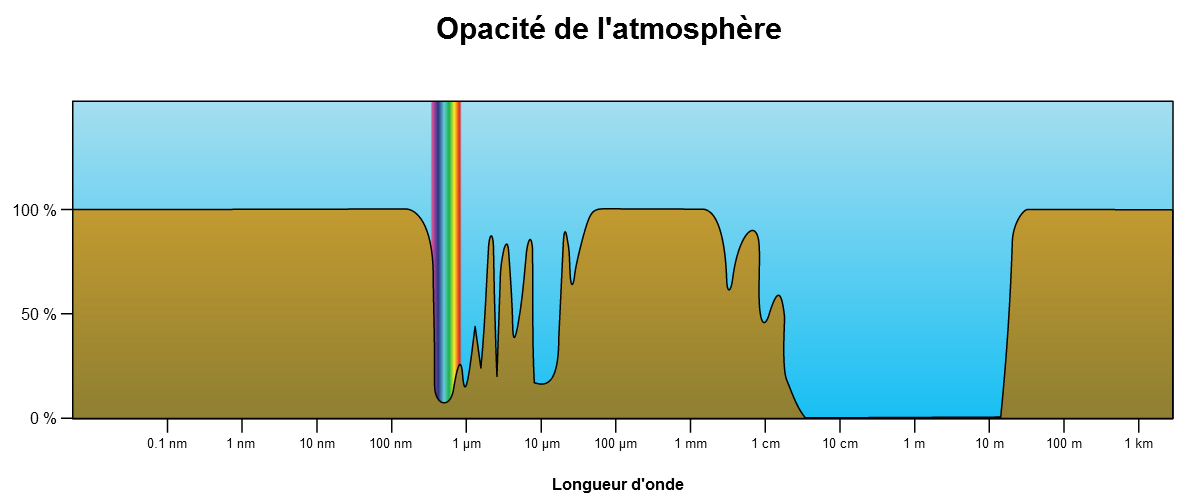 Opacité de l'atmosphère
100 %
50 %
0 %
0.1 nm 1 nm 10 nm 100 nm 1 µm 10 µm 100 µm 1 mm 1 cm 10 cm 1 m 10 m 100 m 1 km
Longueur d'onde